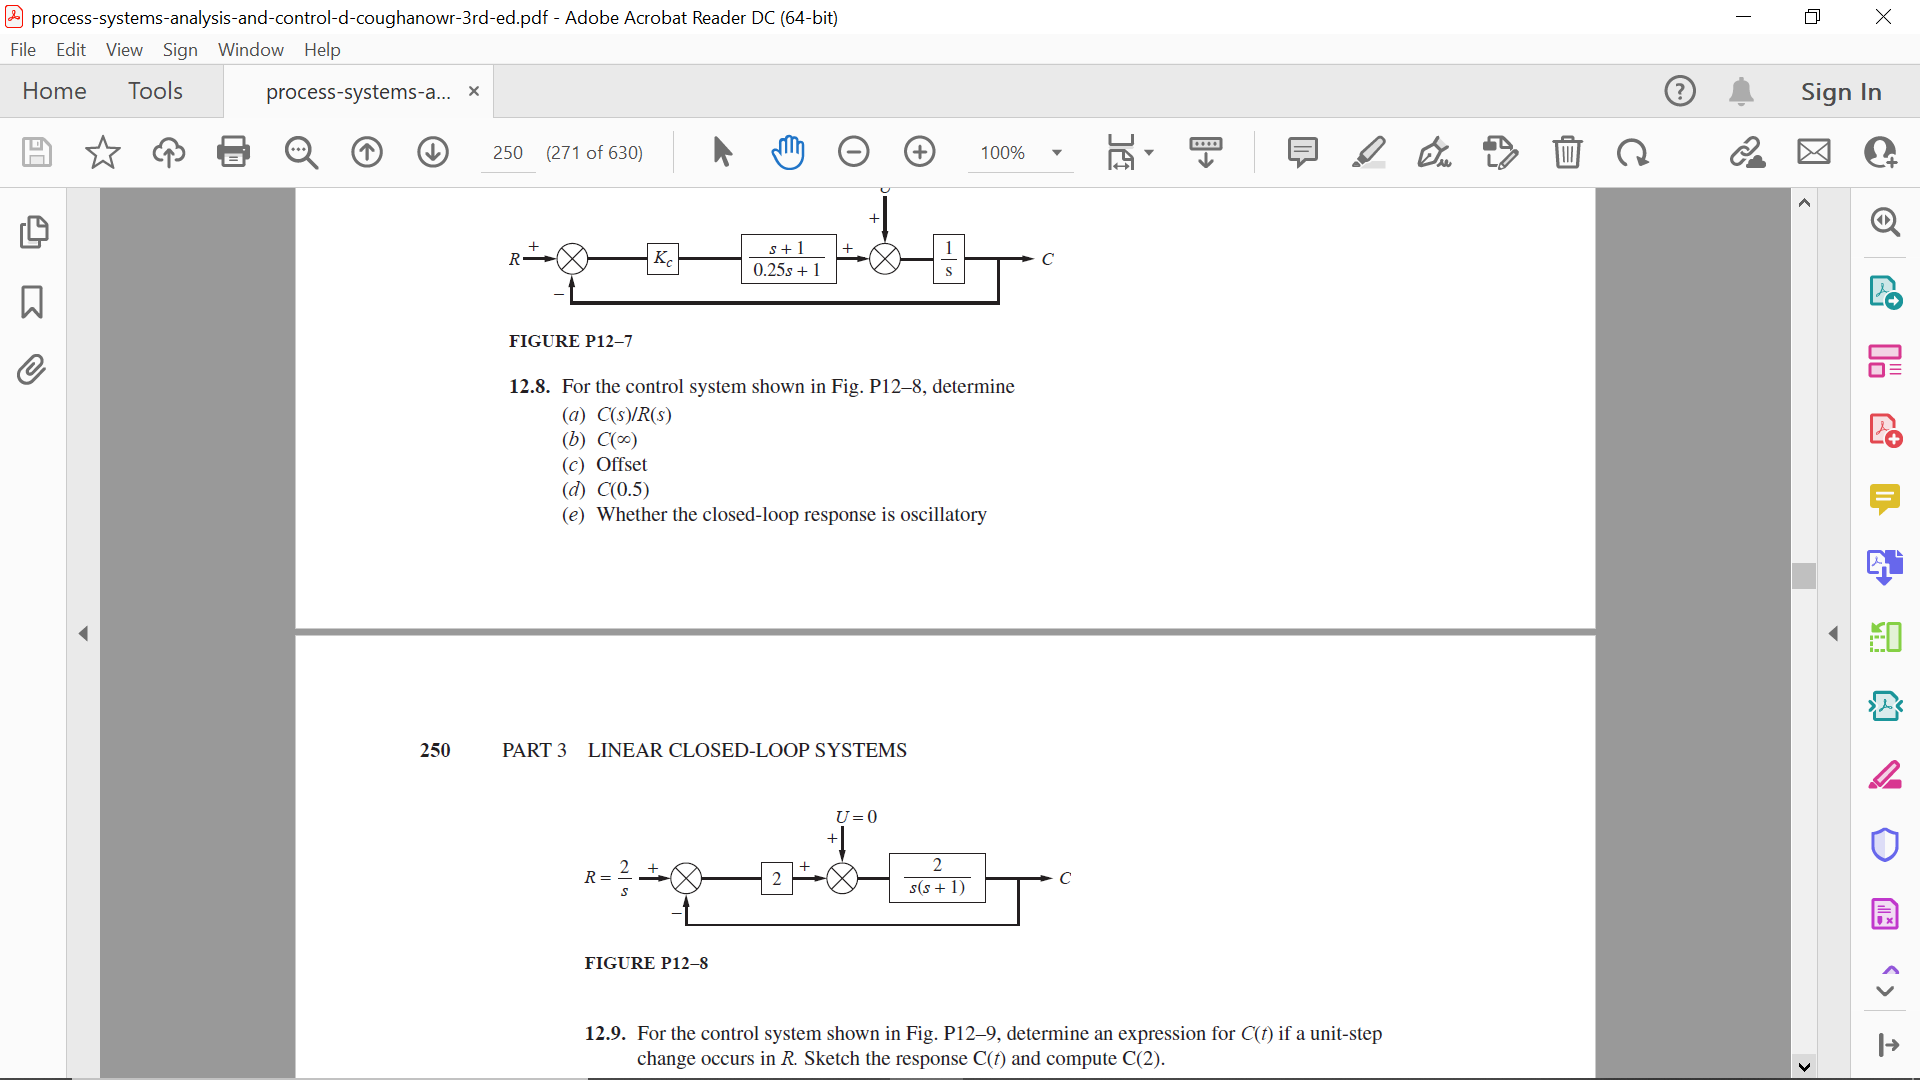 process-systems-analysis-and-control-d-coughanowr-3rd-ed.pdf - Adobe Acrobat Reader DC (64-bit)
File Edit View Sign Window Help
Home Tools process-systems-a... × Sign In
250 (271 of 630) 100%
+
R + − K_c s + 1 / 0.25s + 1 + 1 / s C
FIGURE P12–7
12.8. For the control system shown in Fig. P12–8, determine
(a) C(s)/R(s)
(b) C(∞)
(c) Offset
(d) C(0.5)
(e) Whether the closed-loop response is oscillatory
250 PART 3 LINEAR CLOSED-LOOP SYSTEMS
U = 0
+
R = 2 / s + − 2 + 2 / s(s + 1) C
FIGURE P12–8
12.9. For the control system shown in Fig. P12–9, determine an expression for C(t) if a unit-step
change occurs in R. Sketch the response C(t) and compute C(2).